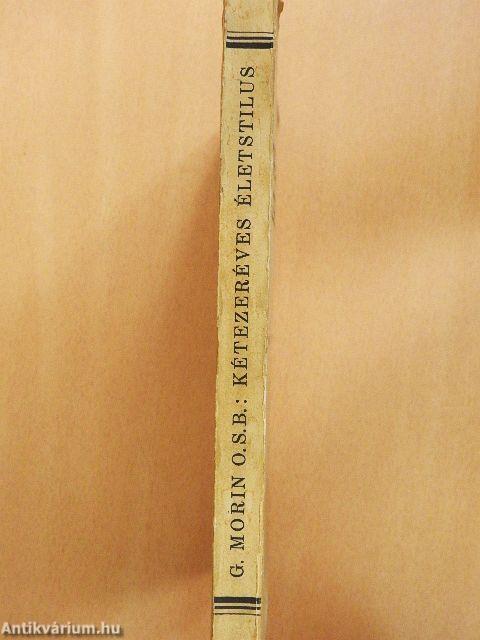 G. MORIN O.S.B.: KÉTEZERÉVES ÉLETSTILUS
Antikvárium.hu